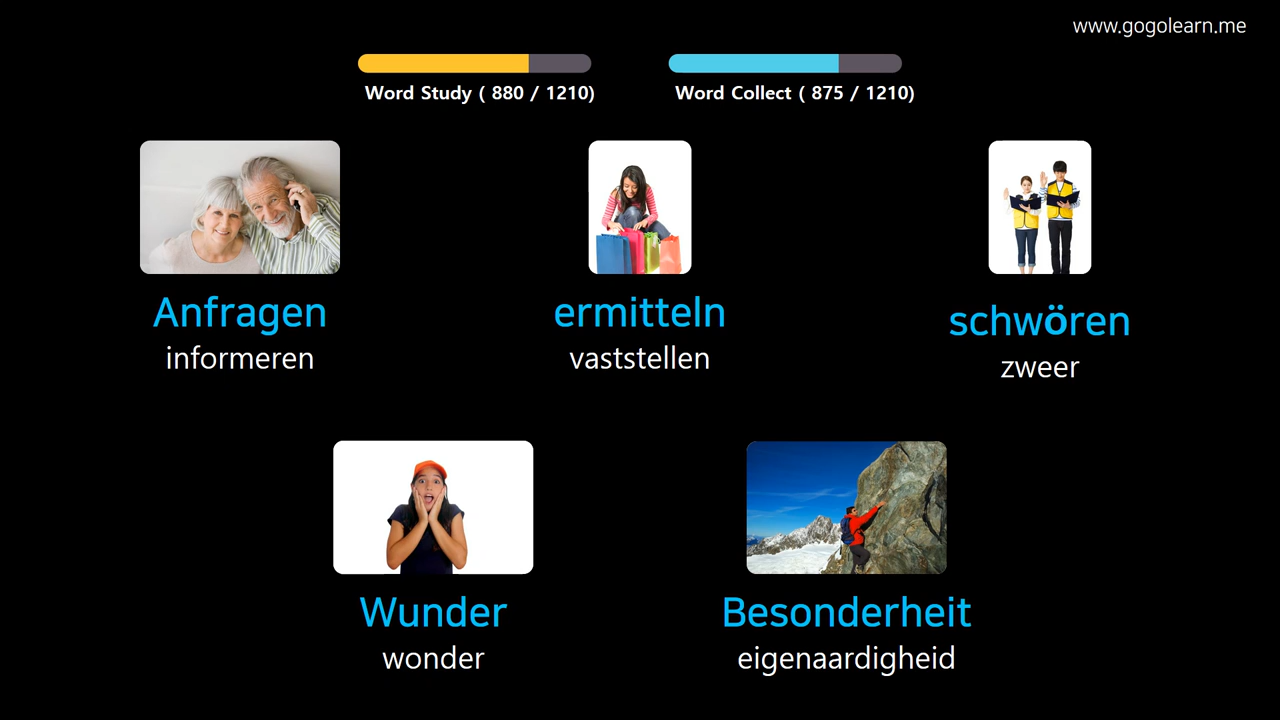 www.gogolearn.me
Word Study ( 880 / 1210)
Word Collect ( 875 / 1210)
Anfragen
informeren
ermitteln
vaststellen
schwören
zweer
Wunder
wonder
Besonderheit
eigenaardigheid